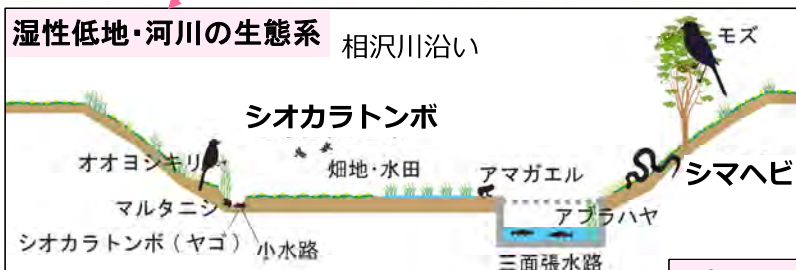 湿性低地・河川の生態系
相沢川沿い
モズ
シオカラトンボ
オオヨシキリ
畑地・水田
アマガエル
シマヘビ
マルタニシ
アブラハヤ
シオカラトンボ(ヤゴ)
小水路
三面張水路